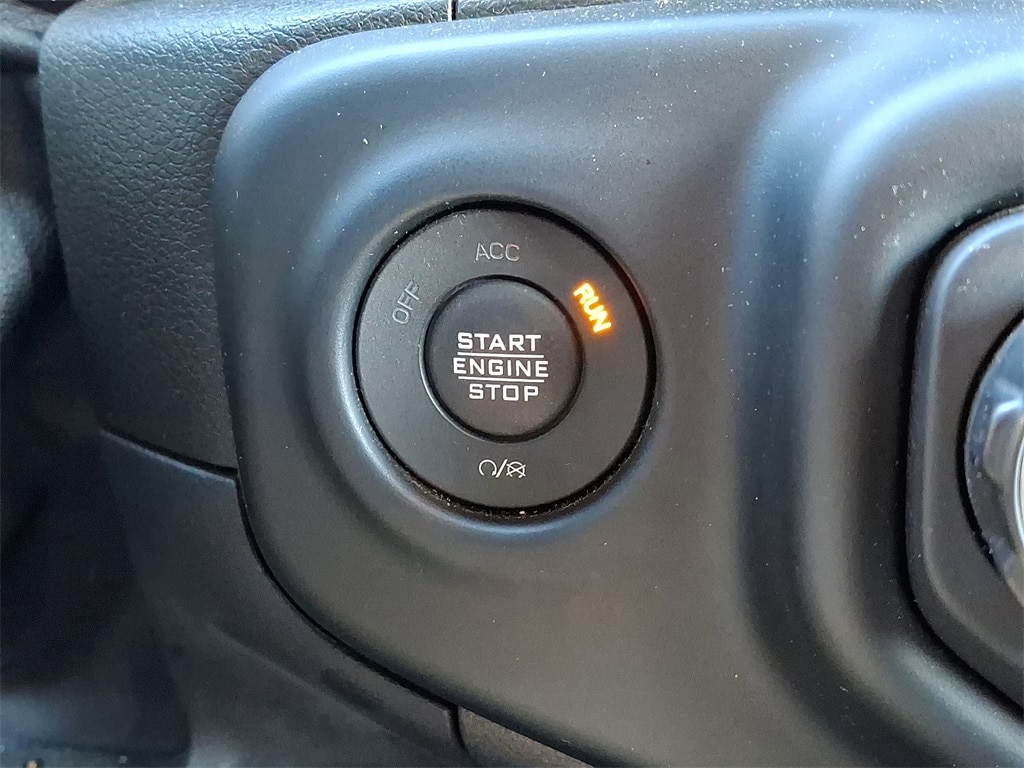 ACC
OFF
RUN
START
ENGINE
STOP